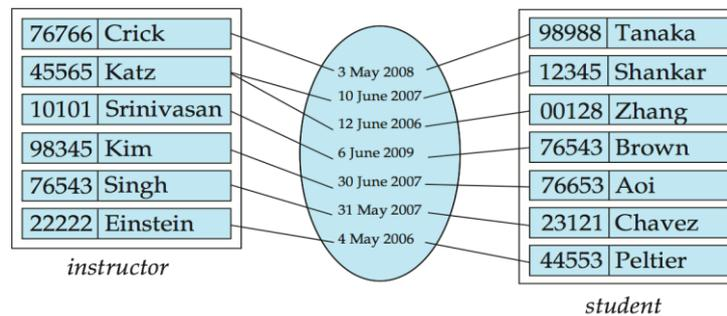 76766 Crick
45565 Katz
10101 Srinivasan
98345 Kim
76543 Singh
22222 Einstein
instructor
3 May 2008
10 June 2007
12 June 2006
6 June 2009
30 June 2007
31 May 2007
4 May 2006
98988 Tanaka
12345 Shankar
00128 Zhang
76543 Brown
76653 Aoi
23121 Chavez
44553 Peltier
student